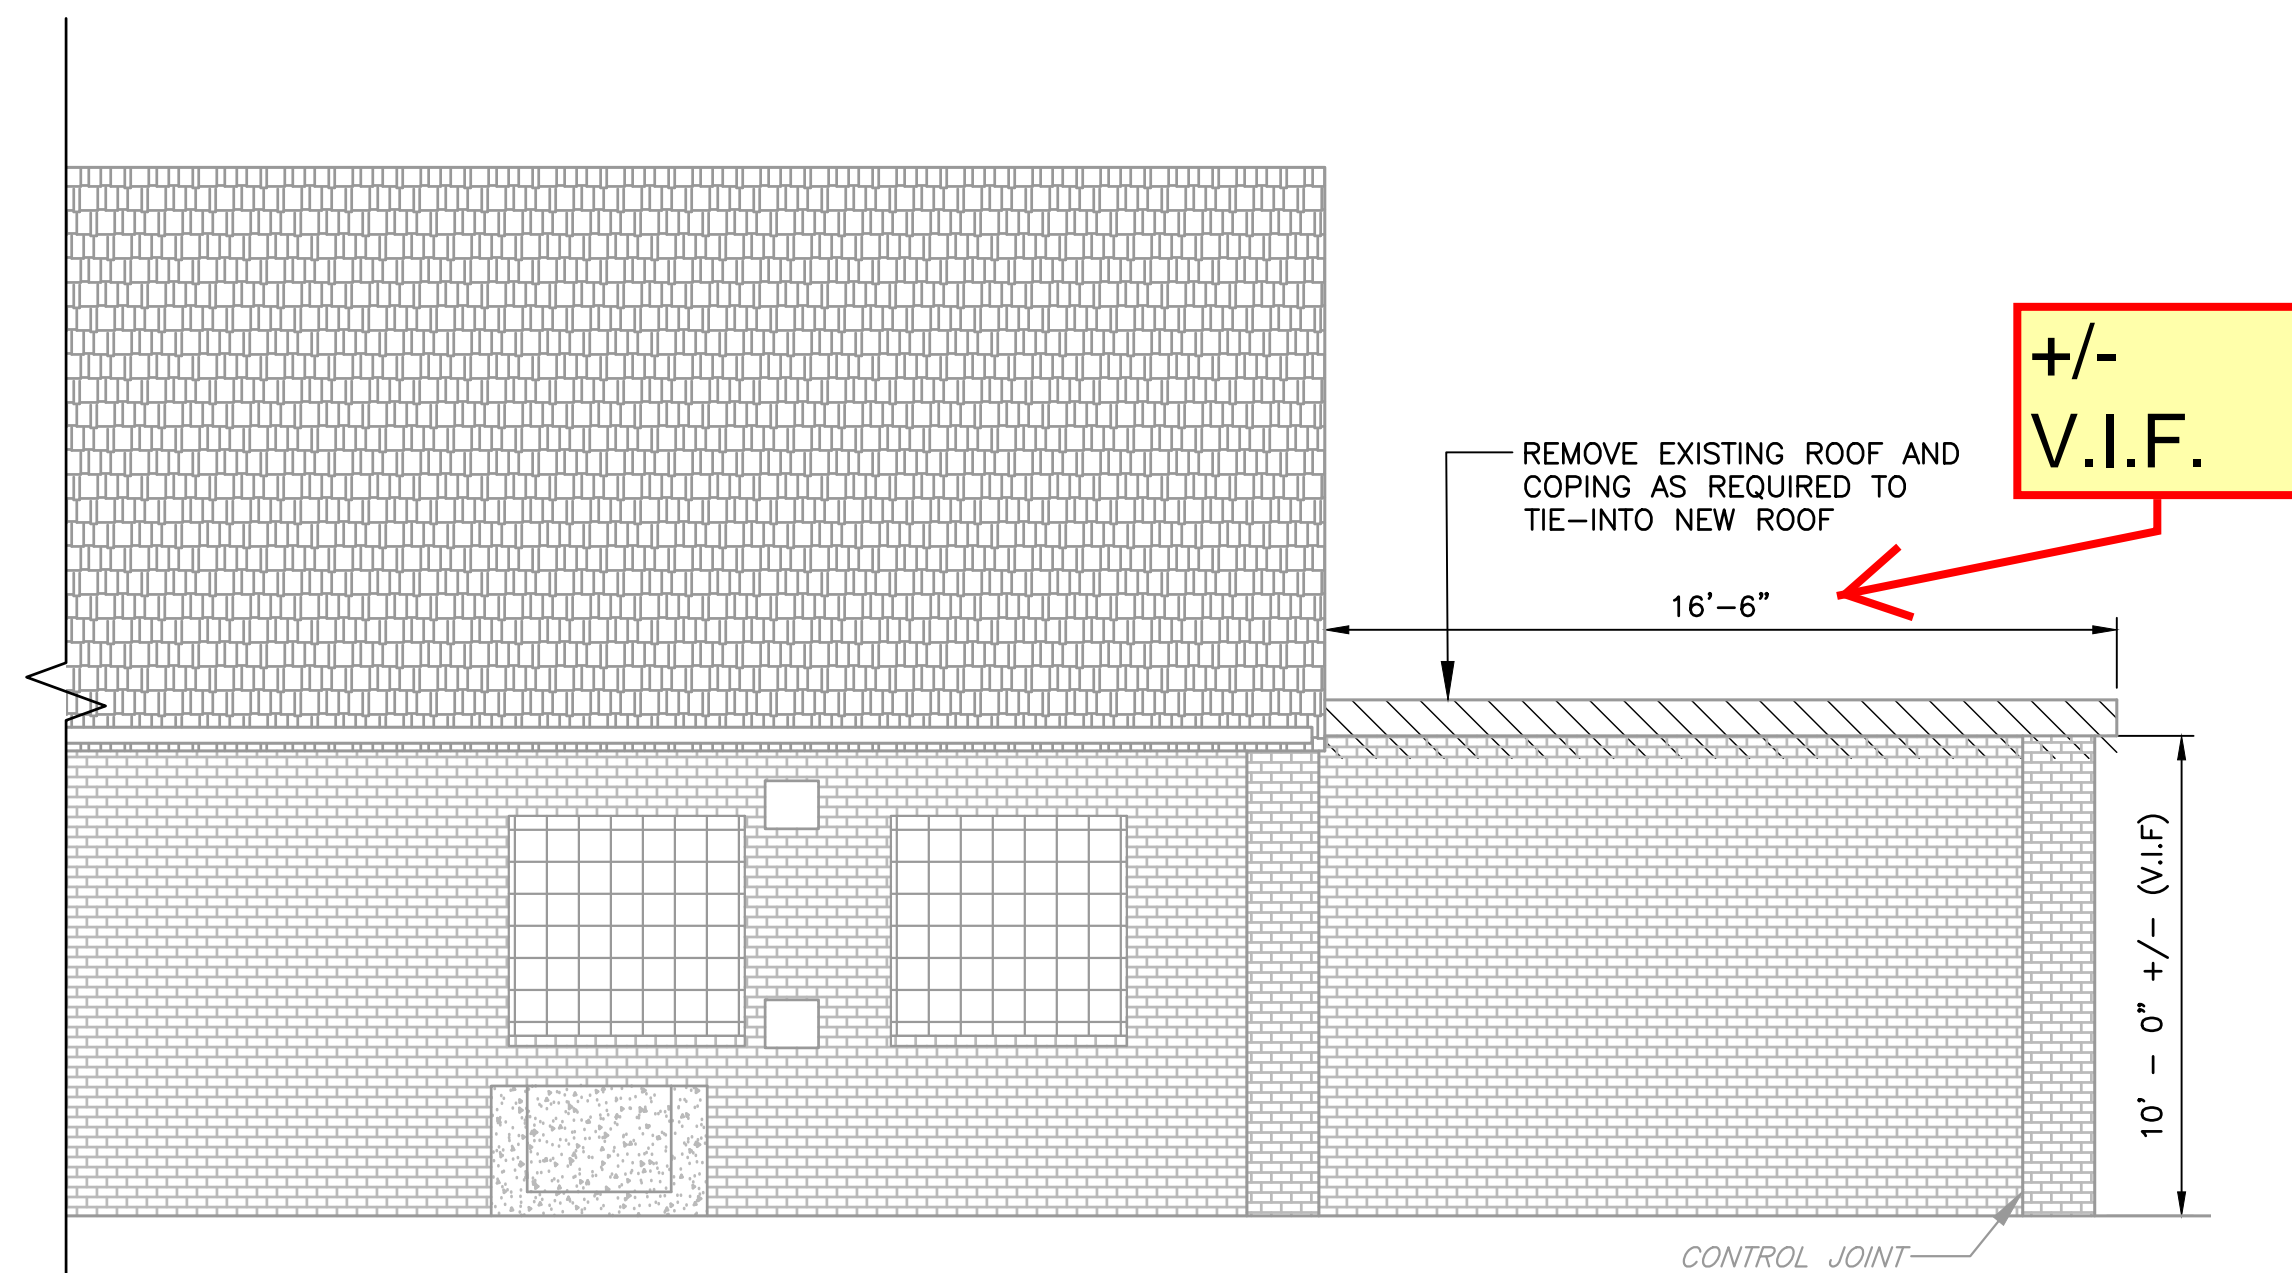 +/-
V.I.F.
REMOVE EXISTING ROOF AND
COPING AS REQUIRED TO
TIE-INTO NEW ROOF
16'-6"
10' - 0" +/- (V.I.F)
CONTROL JOINT